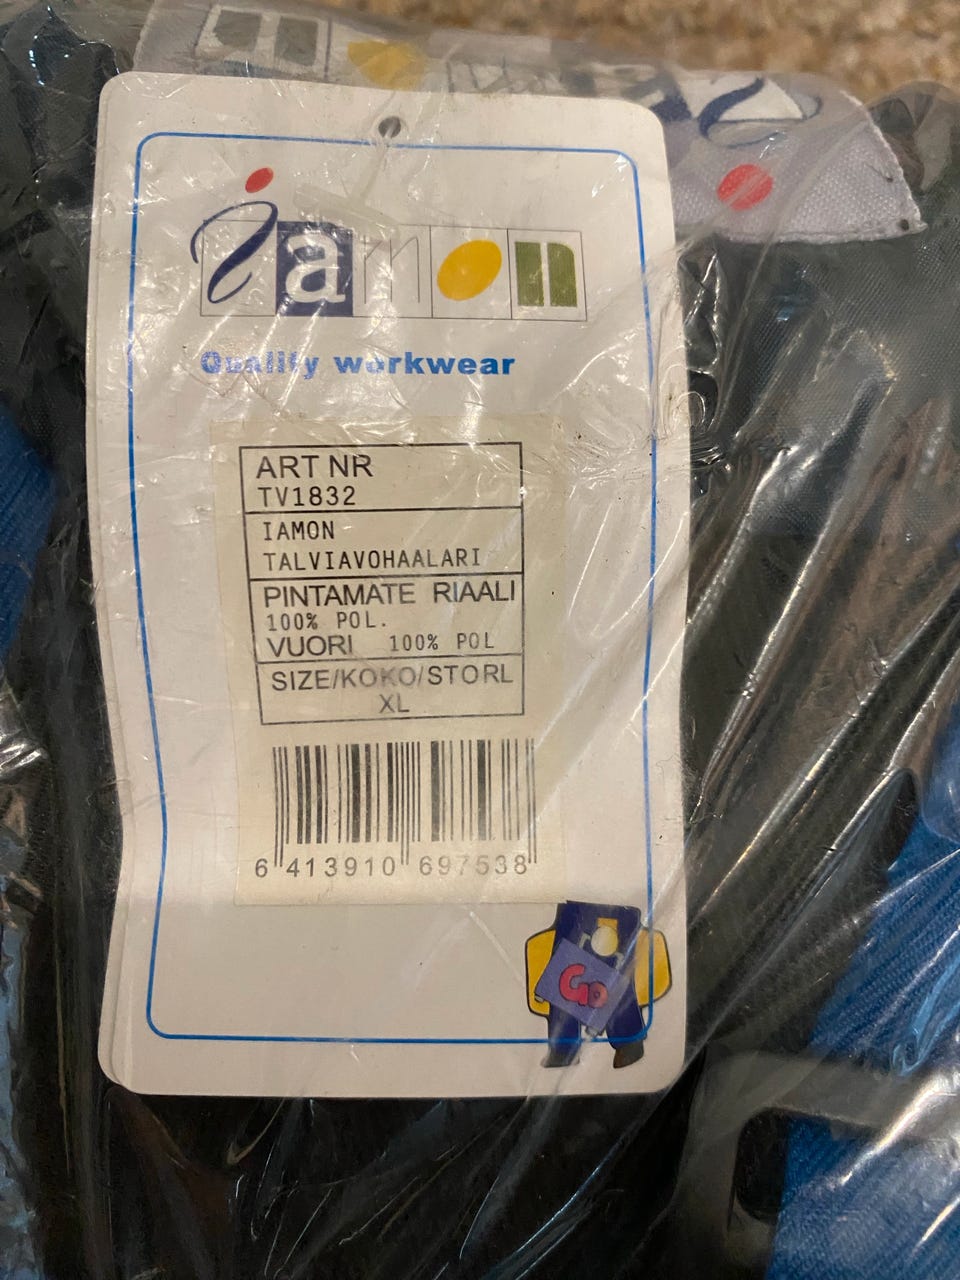 iamon
Quality workwear
ART NR
TV1832
IAMON
TALVIAVOHAALARI
PINTAMATE RIAALI
100% POL.
VUORI 100% POL
SIZE/KOKO/STORL
XL
6 413910 697538
Go